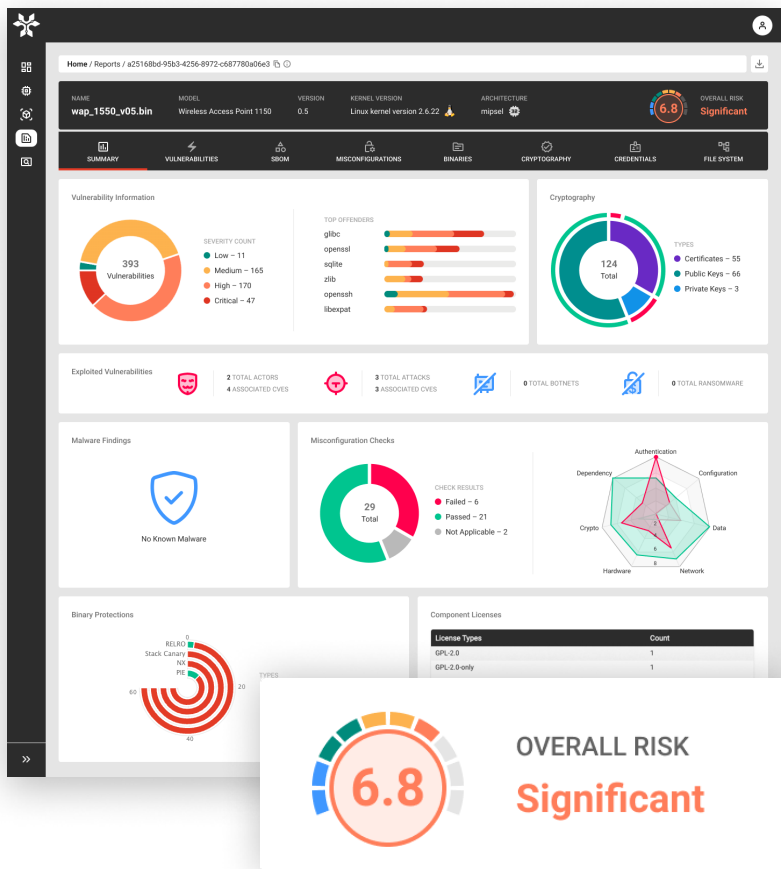 Home / Reports / a25168bd-95b3-4256-8972-c687780a06e3
NAME
wap_1550_v05.bin
MODEL
Wireless Access Point 1150
VERSION
0.5
KERNEL VERSION
Linux kernel version 2.6.22
ARCHITECTURE
mipsel
6.8
OVERALL RISK
Significant
SUMMARY
VULNERABILITIES
SBOM
MISCONFIGURATIONS
BINARIES
CRYPTOGRAPHY
CREDENTIALS
FILE SYSTEM
Vulnerability Information
393
Vulnerabilities
SEVERITY COUNT
Low – 11
Medium – 165
High – 170
Critical – 47
TOP OFFENDERS
glibc
openssl
sqlite
zlib
openssh
libexpat
Cryptography
124
Total
TYPES
Certificates – 55
Public Keys – 66
Private Keys – 3
Exploited Vulnerabilities
2 TOTAL ACTORS
4 ASSOCIATED CVES
3 TOTAL ATTACKS
3 ASSOCIATED CVES
0 TOTAL BOTNETS
0 TOTAL RANSOMWARE
Malware Findings
No Known Malware
Misconfiguration Checks
29
Total
CHECK RESULTS
Failed – 6
Passed – 21
Not Applicable – 2
Authentication
Configuration
Data
Network
Hardware
Crypto
Dependency
2
4
6
8
Binary Protections
0
RELRO
Stack Canary
NX
PIE
20
40
60
TYPES
Component Licenses
License Types
Count
GPL-2.0
1
GPL-2.0-only
1
6.8
OVERALL RISK
Significant